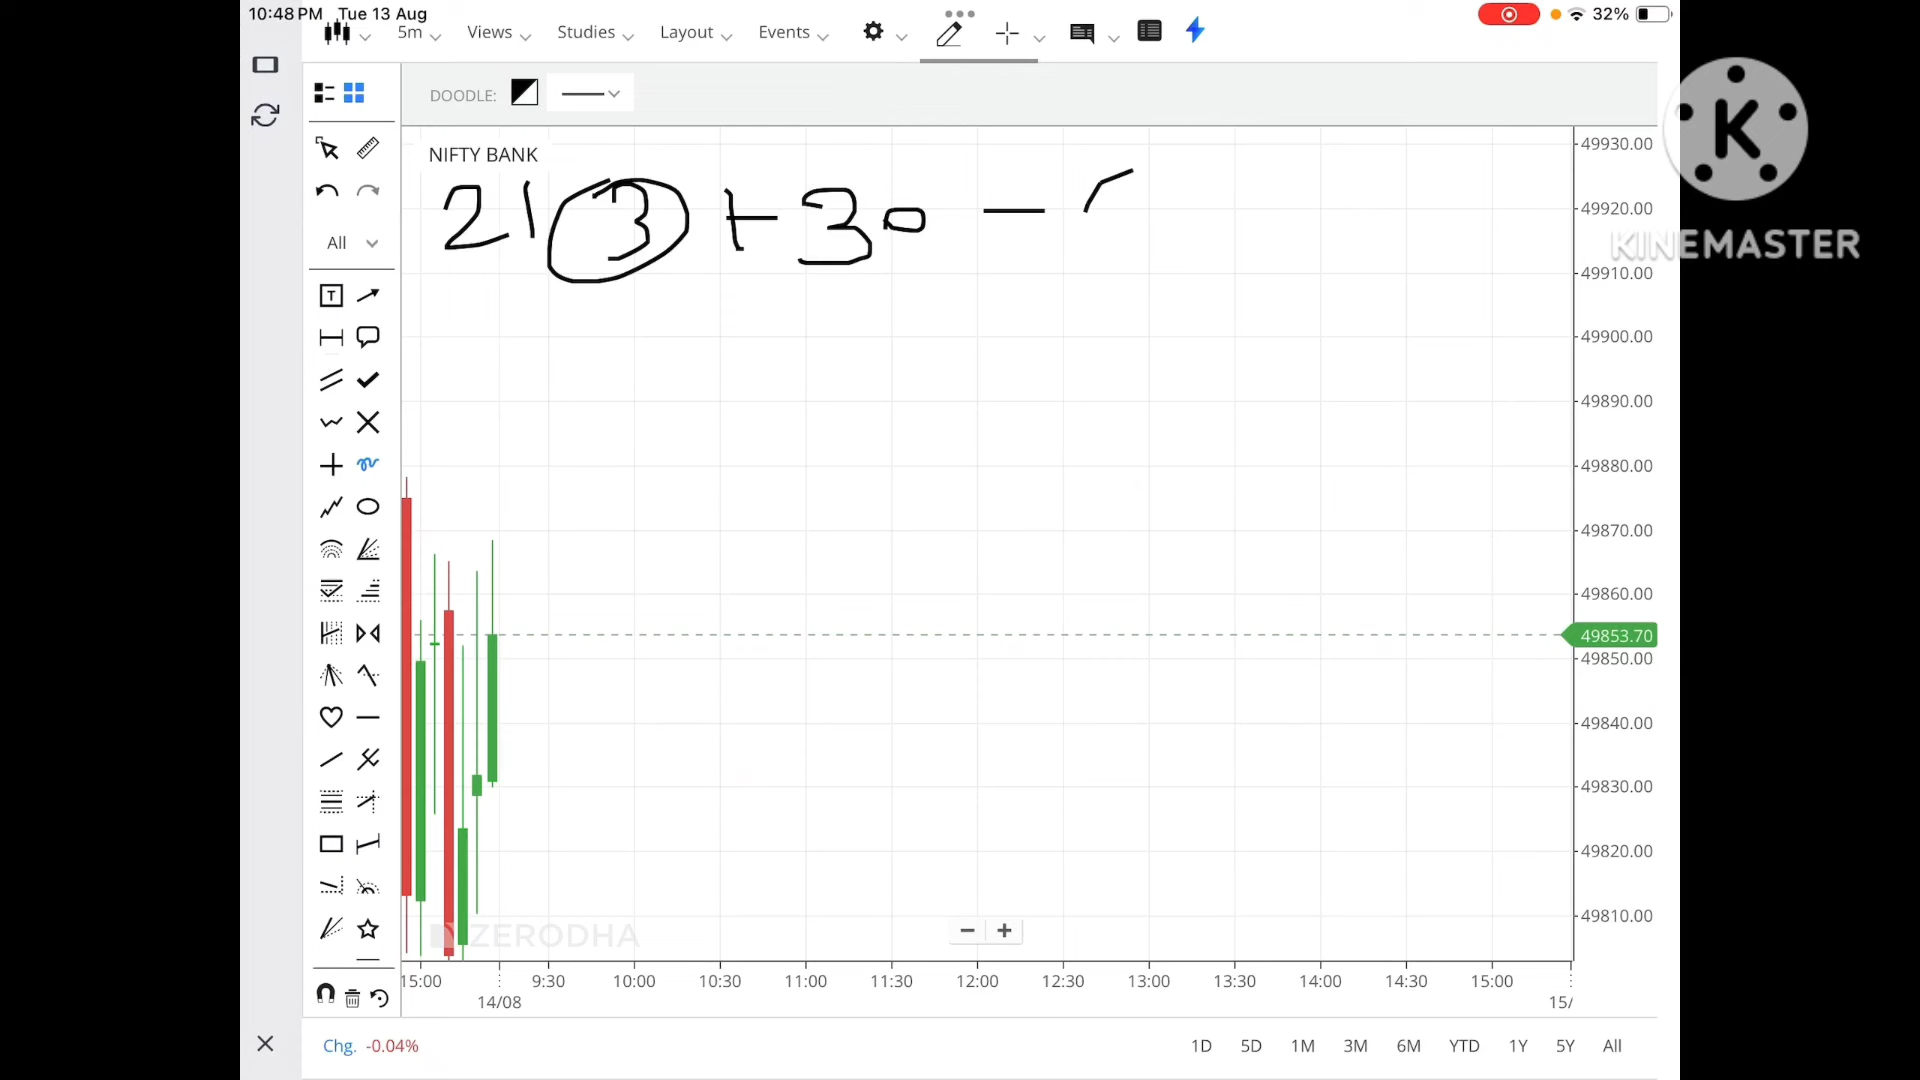 10:48 PM Tue 13 Aug
32%
5m Views Studies Layout Events
DOODLE:
All
T
NIFTY BANK
213 + 30 —
K
KINEMASTER
49930.00
49920.00
49910.00
49900.00
49890.00
49880.00
49870.00
49860.00
49853.70
49850.00
49840.00
49830.00
49820.00
49810.00
ZERODHA
− +
15:00 9:30 10:00 10:30 11:00 11:30 12:00 12:30 13:00 13:30 14:00 14:30 15:00
14/08 15/
Chg. -0.04% 1D 5D 1M 3M 6M YTD 1Y 5Y All